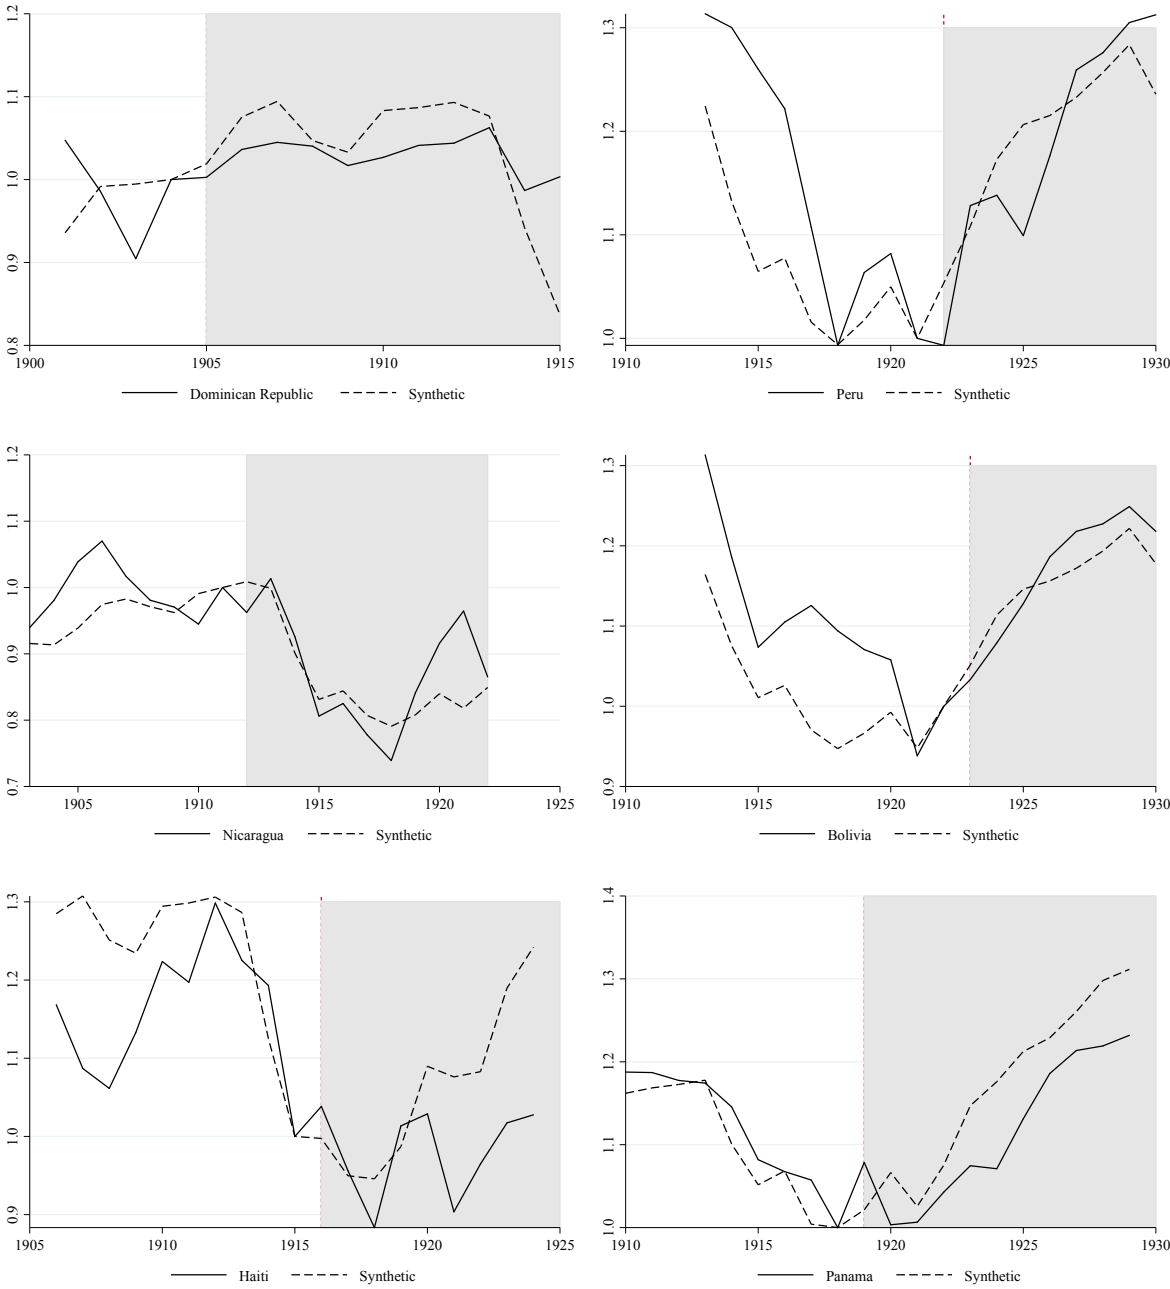 1.2
1.1
1.0
0.9
0.8
1900 1905 1910 1915
Dominican Republic Synthetic
1.3
1.2
1.1
1.0
1910 1915 1920 1925 1930
Peru Synthetic
1.2
1.1
1.0
0.9
0.8
0.7
1905 1910 1915 1920 1925
Nicaragua Synthetic
1.3
1.2
1.1
1.0
0.9
1910 1915 1920 1925 1930
Bolivia Synthetic
1.3
1.2
1.1
1.0
0.9
1905 1910 1915 1920 1925
Haiti Synthetic
1.4
1.3
1.2
1.1
1.0
1910 1915 1920 1925 1930
Panama Synthetic